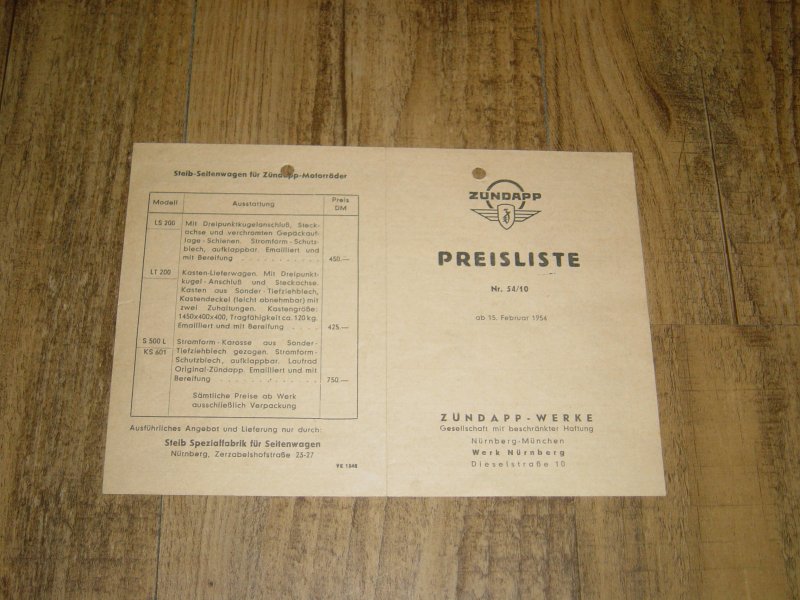 Steib-Seitenwagen für Zündapp-Motorräder
Modell Ausstattung Preis DM
LS 200 Mit Dreipunktkugelanschluß, Steck-
achse und verchromten Gepäckauf-
lage-Schienen. Stromform-Schutz-
blech, aufklappbar. Emailliert und
mit Bereifung . . . . . . . . . . 450.—
LT 200 Kasten-Lieferwagen. Mit Dreipunkt-
kugel-Anschluß und Steckachse.
Kasten aus Sonder-Tiefziehblech,
Kastendeckel (leicht abnehmbar) mit
zwei Zuhaltungen. Kastengröße:
1450x400x400, Tragfähigkeit ca. 120 kg.
Emailliert und mit Bereifung . . . . 425.—
S 500 L Stromform-Karosse aus Sonder-
KS 601 Tiefziehblech gezogen. Stromform-
Schutzblech, aufklappbar. Laufrad
Original-Zündapp. Emailliert und mit
Bereifung . . . . . . . . . . 750.—
Sämtliche Preise ab Werk
ausschließlich Verpackung
Ausführliches Angebot und Lieferung nur durch:
Steib Spezialfabrik für Seitenwagen
Nürnberg, Zerzabelshofstraße 25-27
VK 1348
ZÜNDAPP
PREISLISTE
Nr. 54/10
ab 15. Februar 1954
ZÜNDAPP-WERKE
Gesellschaft mit beschränkter Haftung
Nürnberg-München
Werk Nürnberg
Dieselstraße 10